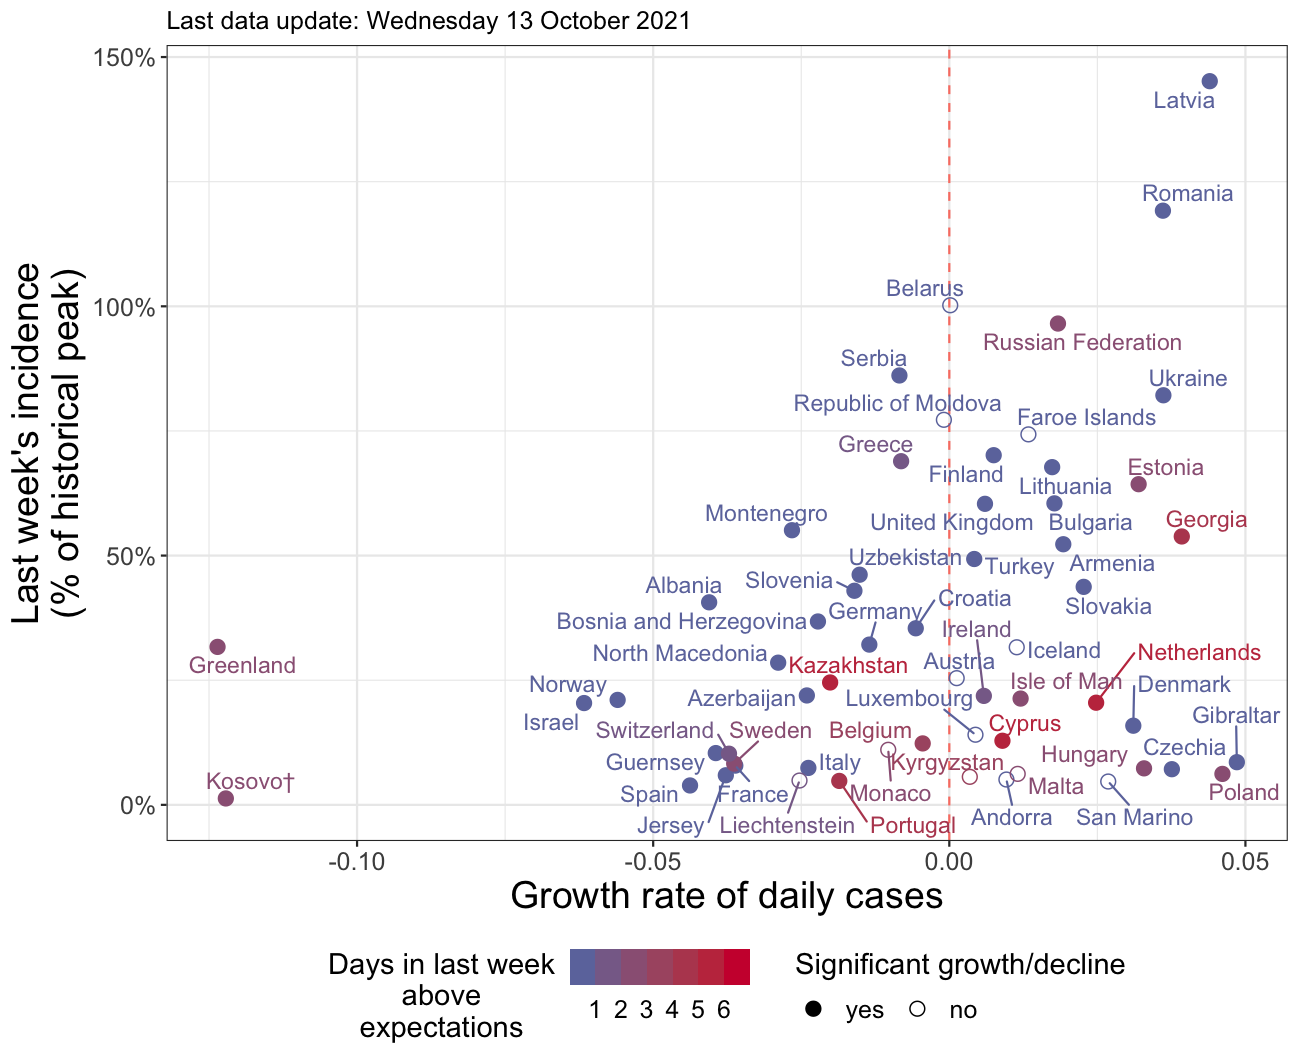 Last data update: Wednesday 13 October 2021
150%
100%
50%
0%
Last week's incidence
(% of historical peak)
Latvia
Romania
Belarus
Russian Federation
Serbia
Ukraine
Republic of Moldova
Faroe Islands
Greece
Finland
Estonia
Lithuania
Montenegro
United Kingdom
Bulgaria
Georgia
Uzbekistan
Turkey
Armenia
Slovenia
Albania
Germany
Croatia
Slovakia
Bosnia and Herzegovina
Ireland
North Macedonia
Kazakhstan
Austria
Iceland
Netherlands
Greenland
Norway
Azerbaijan
Luxembourg
Isle of Man
Denmark
Israel
Switzerland
Sweden
Belgium
Cyprus
Gibraltar
Guernsey
Italy
Kyrgyzstan
Hungary
Czechia
Kosovo†
Spain
France
Monaco
Malta
Poland
Jersey
Liechtenstein
Portugal
Andorra
San Marino
-0.10
-0.05
0.00
0.05
Growth rate of daily cases
Days in last week
above
expectations
1 2 3 4 5 6
Significant growth/decline
yes
no